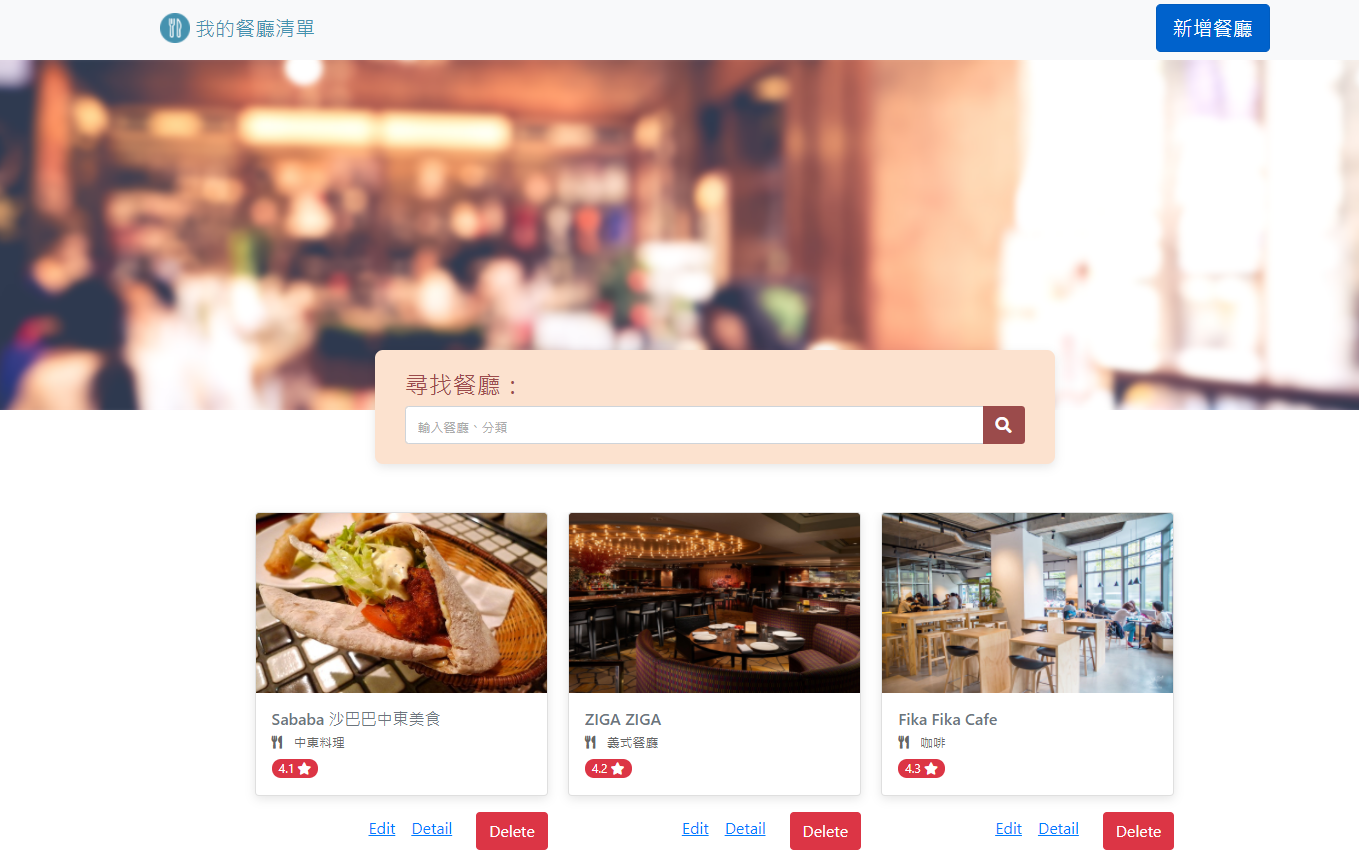 我的餐廳清單
新增餐廳
尋找餐廳：
輸入餐廳、分類
Sababa 沙巴巴中東美食
中東料理
4.1
ZIGA ZIGA
義式餐廳
4.2
Fika Fika Cafe
咖啡
4.3
Edit Detail Delete
Edit Detail Delete
Edit Detail Delete